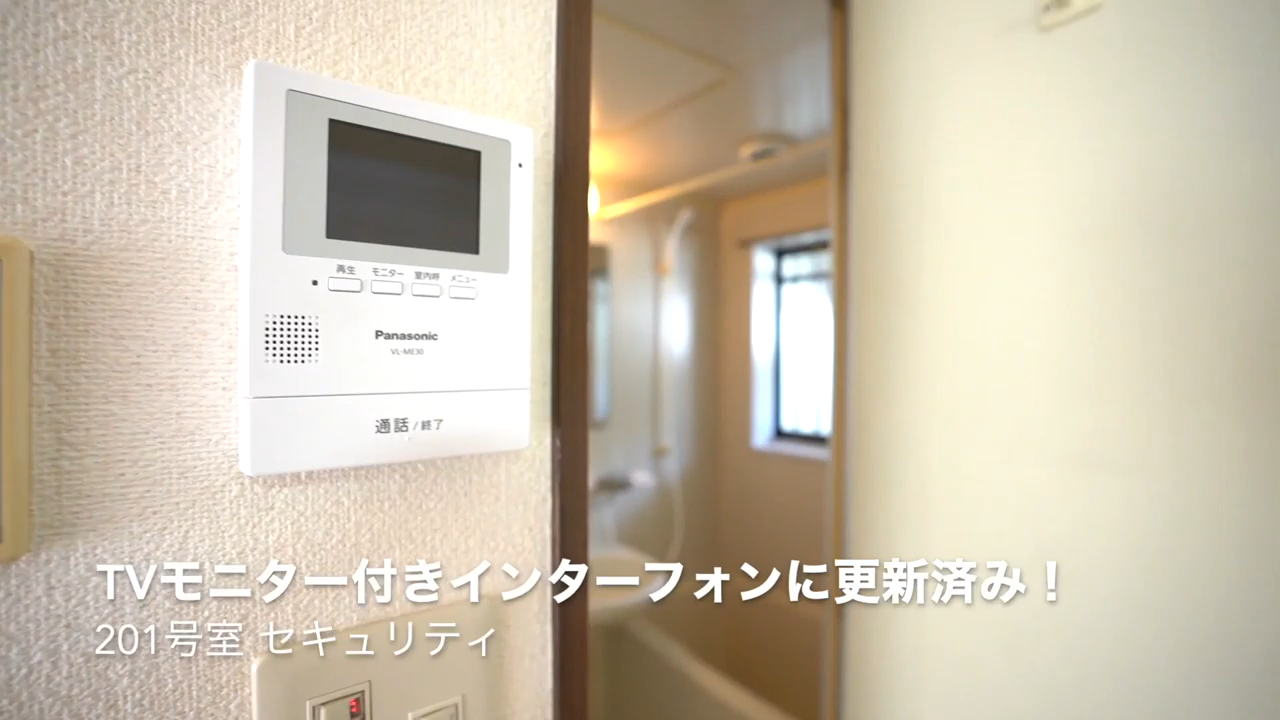 再生 モニター 室内呼 メニュー
Panasonic
VL-ME30
通話 / 終了
TVモニター付きインターフォンに更新済み！
201号室 セキュリティ